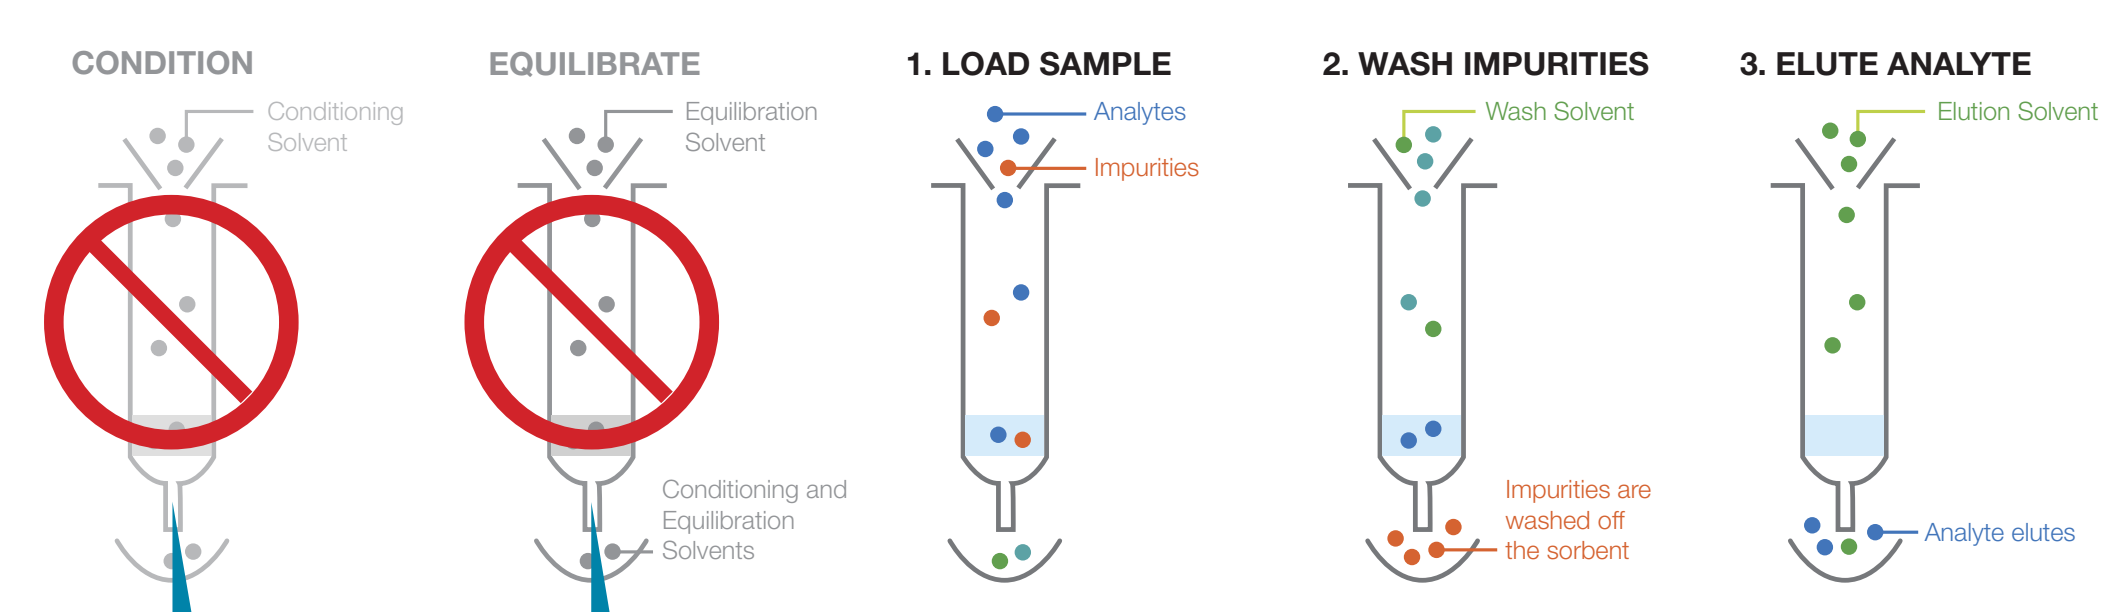 CONDITION
Conditioning
Solvent
EQUILIBRATE
Equilibration
Solvent
Conditioning and
Equilibration
Solvents
1. LOAD SAMPLE
Analytes
Impurities
2. WASH IMPURITIES
Wash Solvent
Impurities are
washed off
the sorbent
3. ELUTE ANALYTE
Elution Solvent
Analyte elutes